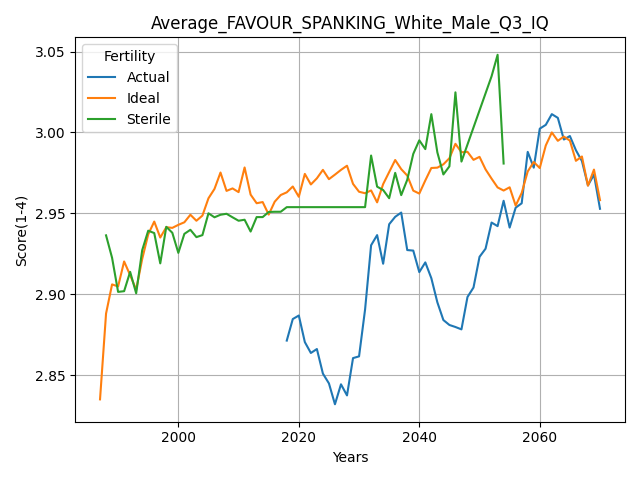 Average_FAVOUR_SPANKING_White_Male_Q3_IQ
Fertility
Actual
Ideal
Sterile
Score(1-4)
3.05
3.00
2.95
2.90
2.85
2000
2020
2040
2060
Years